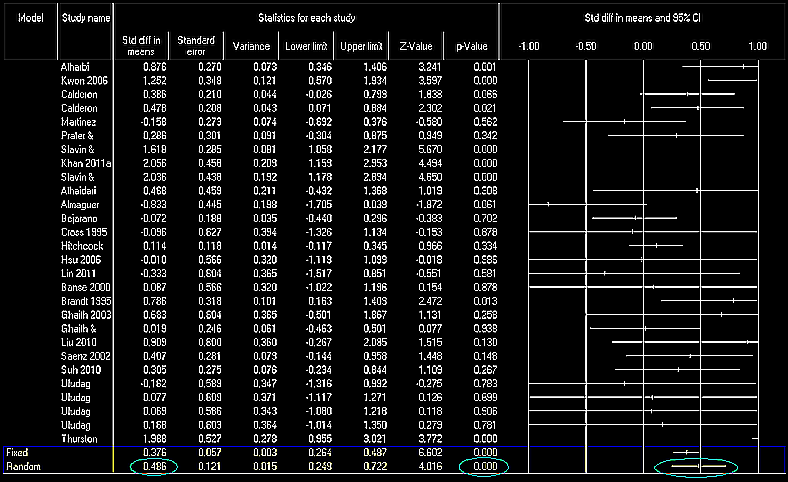 Model Study name Statistics for each study Std diff in means and 95% CI
Std diff in means Standard error Variance Lower limit Upper limit Z-Value p-Value -1.00 -0.50 0.00 0.50 1.00
Alharbi 0.876 0.270 0.073 0.346 1.406 3.241 0.001
Kwon 2006 1.252 0.348 0.121 0.570 1.934 3.597 0.000
Calderon 0.386 0.210 0.044 -0.026 0.799 1.838 0.066
Calderon 0.478 0.208 0.043 0.071 0.884 2.302 0.021
Martinez -0.158 0.273 0.074 -0.692 0.376 -0.580 0.562
Prater & 0.286 0.301 0.091 -0.304 0.875 0.949 0.342
Slavin & 1.618 0.285 0.081 1.058 2.177 5.670 0.000
Khan 2011a 2.056 0.458 0.209 1.159 2.953 4.494 0.000
Slavin & 2.036 0.438 0.192 1.178 2.894 4.650 0.000
Alhaidari 0.468 0.459 0.211 -0.432 1.368 1.019 0.308
Almaguer -0.833 0.445 0.198 -1.705 0.039 -1.872 0.061
Bejarano -0.072 0.188 0.035 -0.440 0.296 -0.383 0.702
Cross 1995 -0.096 0.627 0.394 -1.326 1.134 -0.153 0.878
Hitchcock 0.114 0.118 0.014 -0.117 0.345 0.966 0.334
Hsu 2006 -0.010 0.566 0.320 -1.119 1.099 -0.018 0.986
Lin 2011 -0.333 0.604 0.365 -1.517 0.851 -0.551 0.581
Banse 2000 0.087 0.566 0.320 -1.022 1.196 0.154 0.878
Brandt 1995 0.786 0.318 0.101 0.163 1.409 2.472 0.013
Ghaith 2003 0.683 0.604 0.365 -0.501 1.867 1.131 0.258
Ghaith & 0.019 0.246 0.061 -0.463 0.501 0.077 0.938
Liu 2010 0.909 0.600 0.360 -0.267 2.085 1.515 0.130
Saenz 2002 0.407 0.281 0.079 -0.144 0.958 1.448 0.148
Suh 2010 0.305 0.275 0.076 -0.234 0.844 1.109 0.267
Uludag -0.162 0.589 0.347 -1.316 0.992 -0.275 0.783
Uludag 0.077 0.609 0.371 -1.117 1.271 0.126 0.899
Uludag 0.069 0.586 0.343 -1.080 1.218 0.118 0.906
Uludag 0.168 0.603 0.364 -1.014 1.350 0.279 0.781
Thurston 1.988 0.527 0.278 0.955 3.021 3.772 0.000
Fixed 0.376 0.057 0.003 0.264 0.487 6.602 0.000
Random 0.486 0.121 0.015 0.249 0.722 4.016 0.000